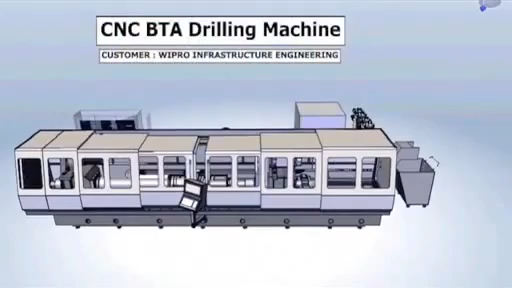 CNC BTA Drilling Machine
CUSTOMER : WIPRO INFRASTRUCTURE ENGINEERING